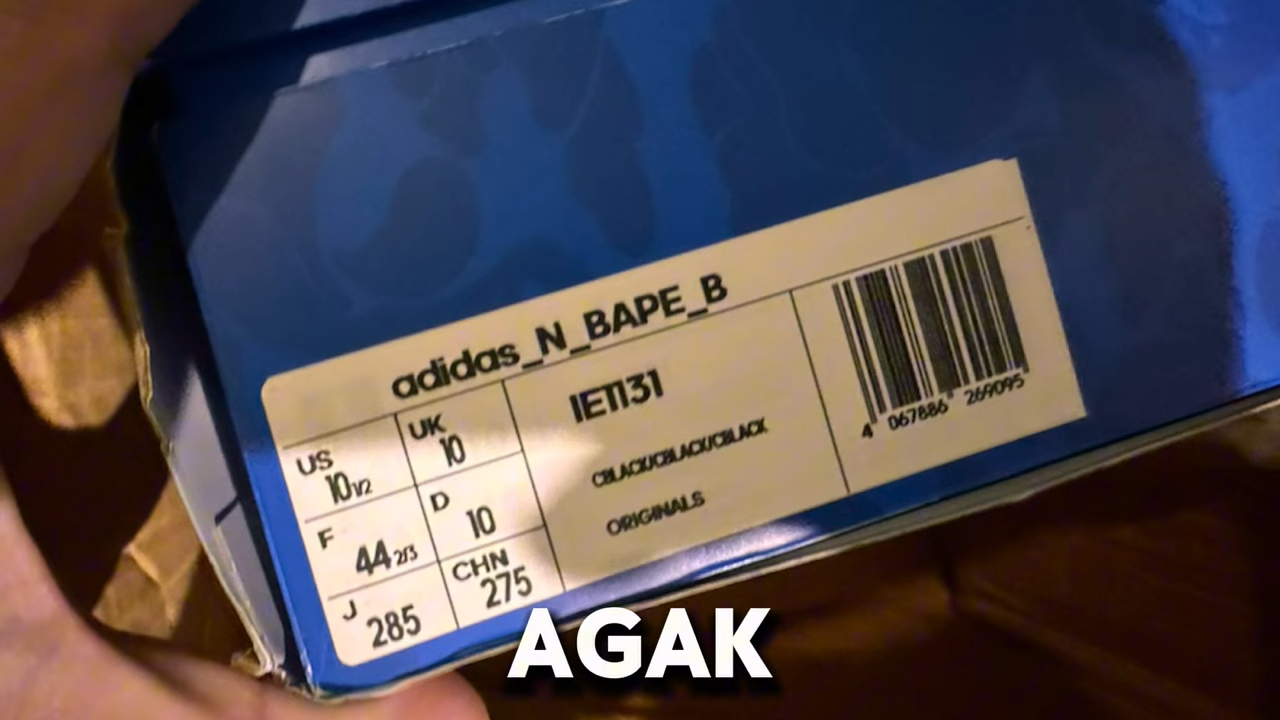 adidas_N_BAPE_B
US
10 1/2
UK
10
F
44 2/3
D
10
J
285
CHN
275
IE1131
CBLACK/CBLACK/CBLACK
ORIGINALS
4 067886 269095
AGAK